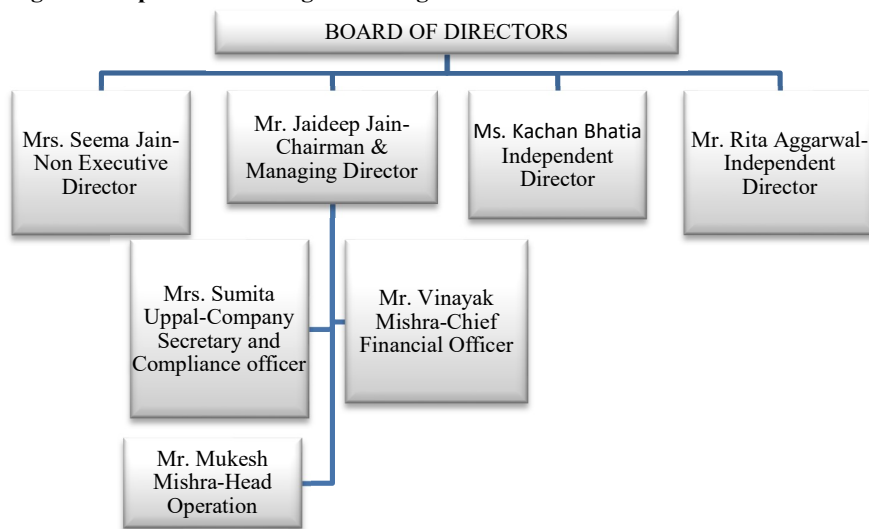 BOARD OF DIRECTORS
Mrs. Seema Jain-
Non Executive
Director
Mr. Jaideep Jain-
Chairman &
Managing Director
Ms. Kachan Bhatia
Independent
Director
Mr. Rita Aggarwal-
Independent
Director
Mrs. Sumita
Uppal-Company
Secretary and
Compliance officer
Mr. Vinayak
Mishra-Chief
Financial Officer
Mr. Mukesh
Mishra-Head
Operation